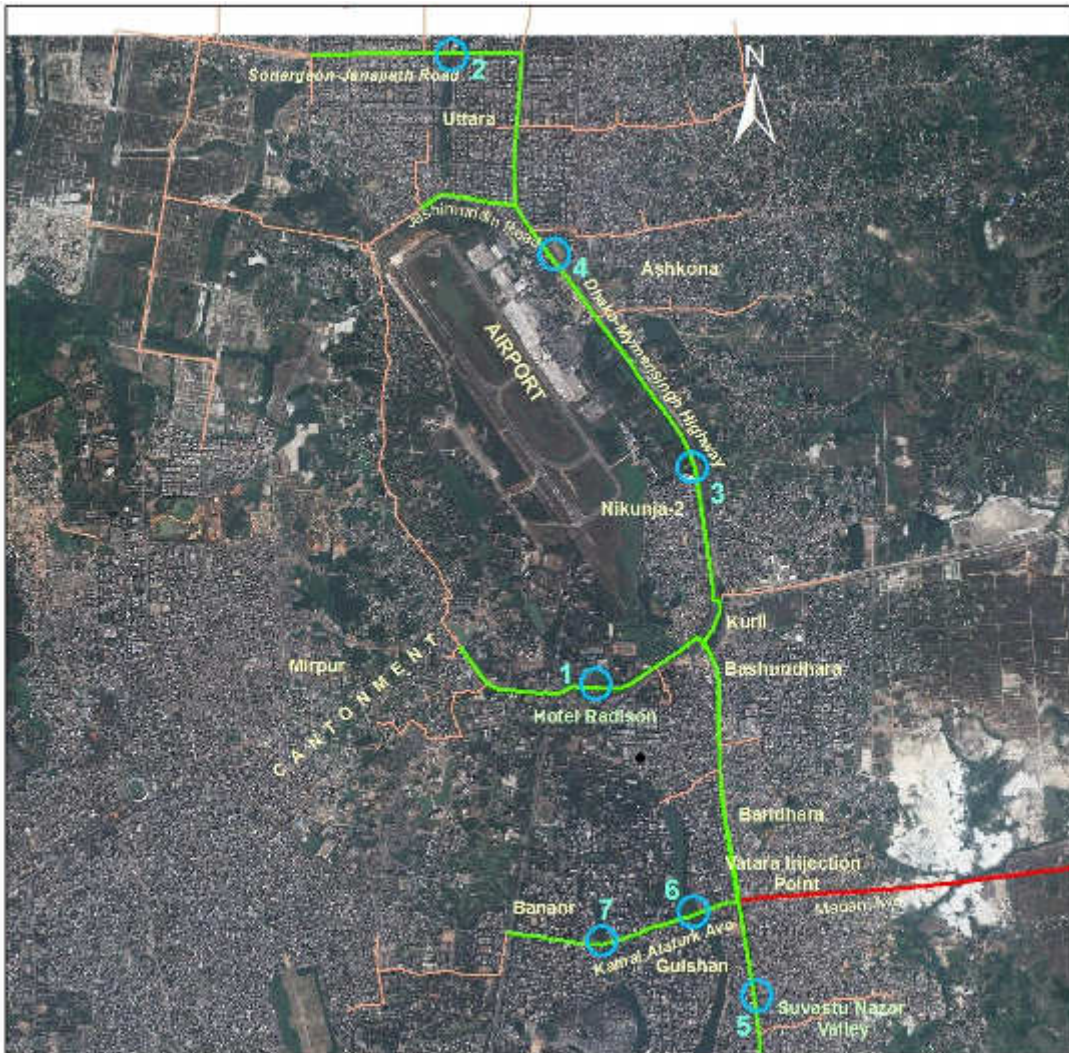 N
Sonargaon-Janapath Road
2
Uttara
Jashimuddin Road
4
Ashkona
Dhaka-Mymensingh Highway
AIRPORT
3
Nikunja-2
Kuril
Bashundhara
Mirpur
CANTONMENT
1
Hotel Radison
Baridhara
Vatara Injection
Point
Madani Ave
6
Banani
7
Kamal Ataturk Ave
Gulshan
5
Suvastu Nazar
Valley